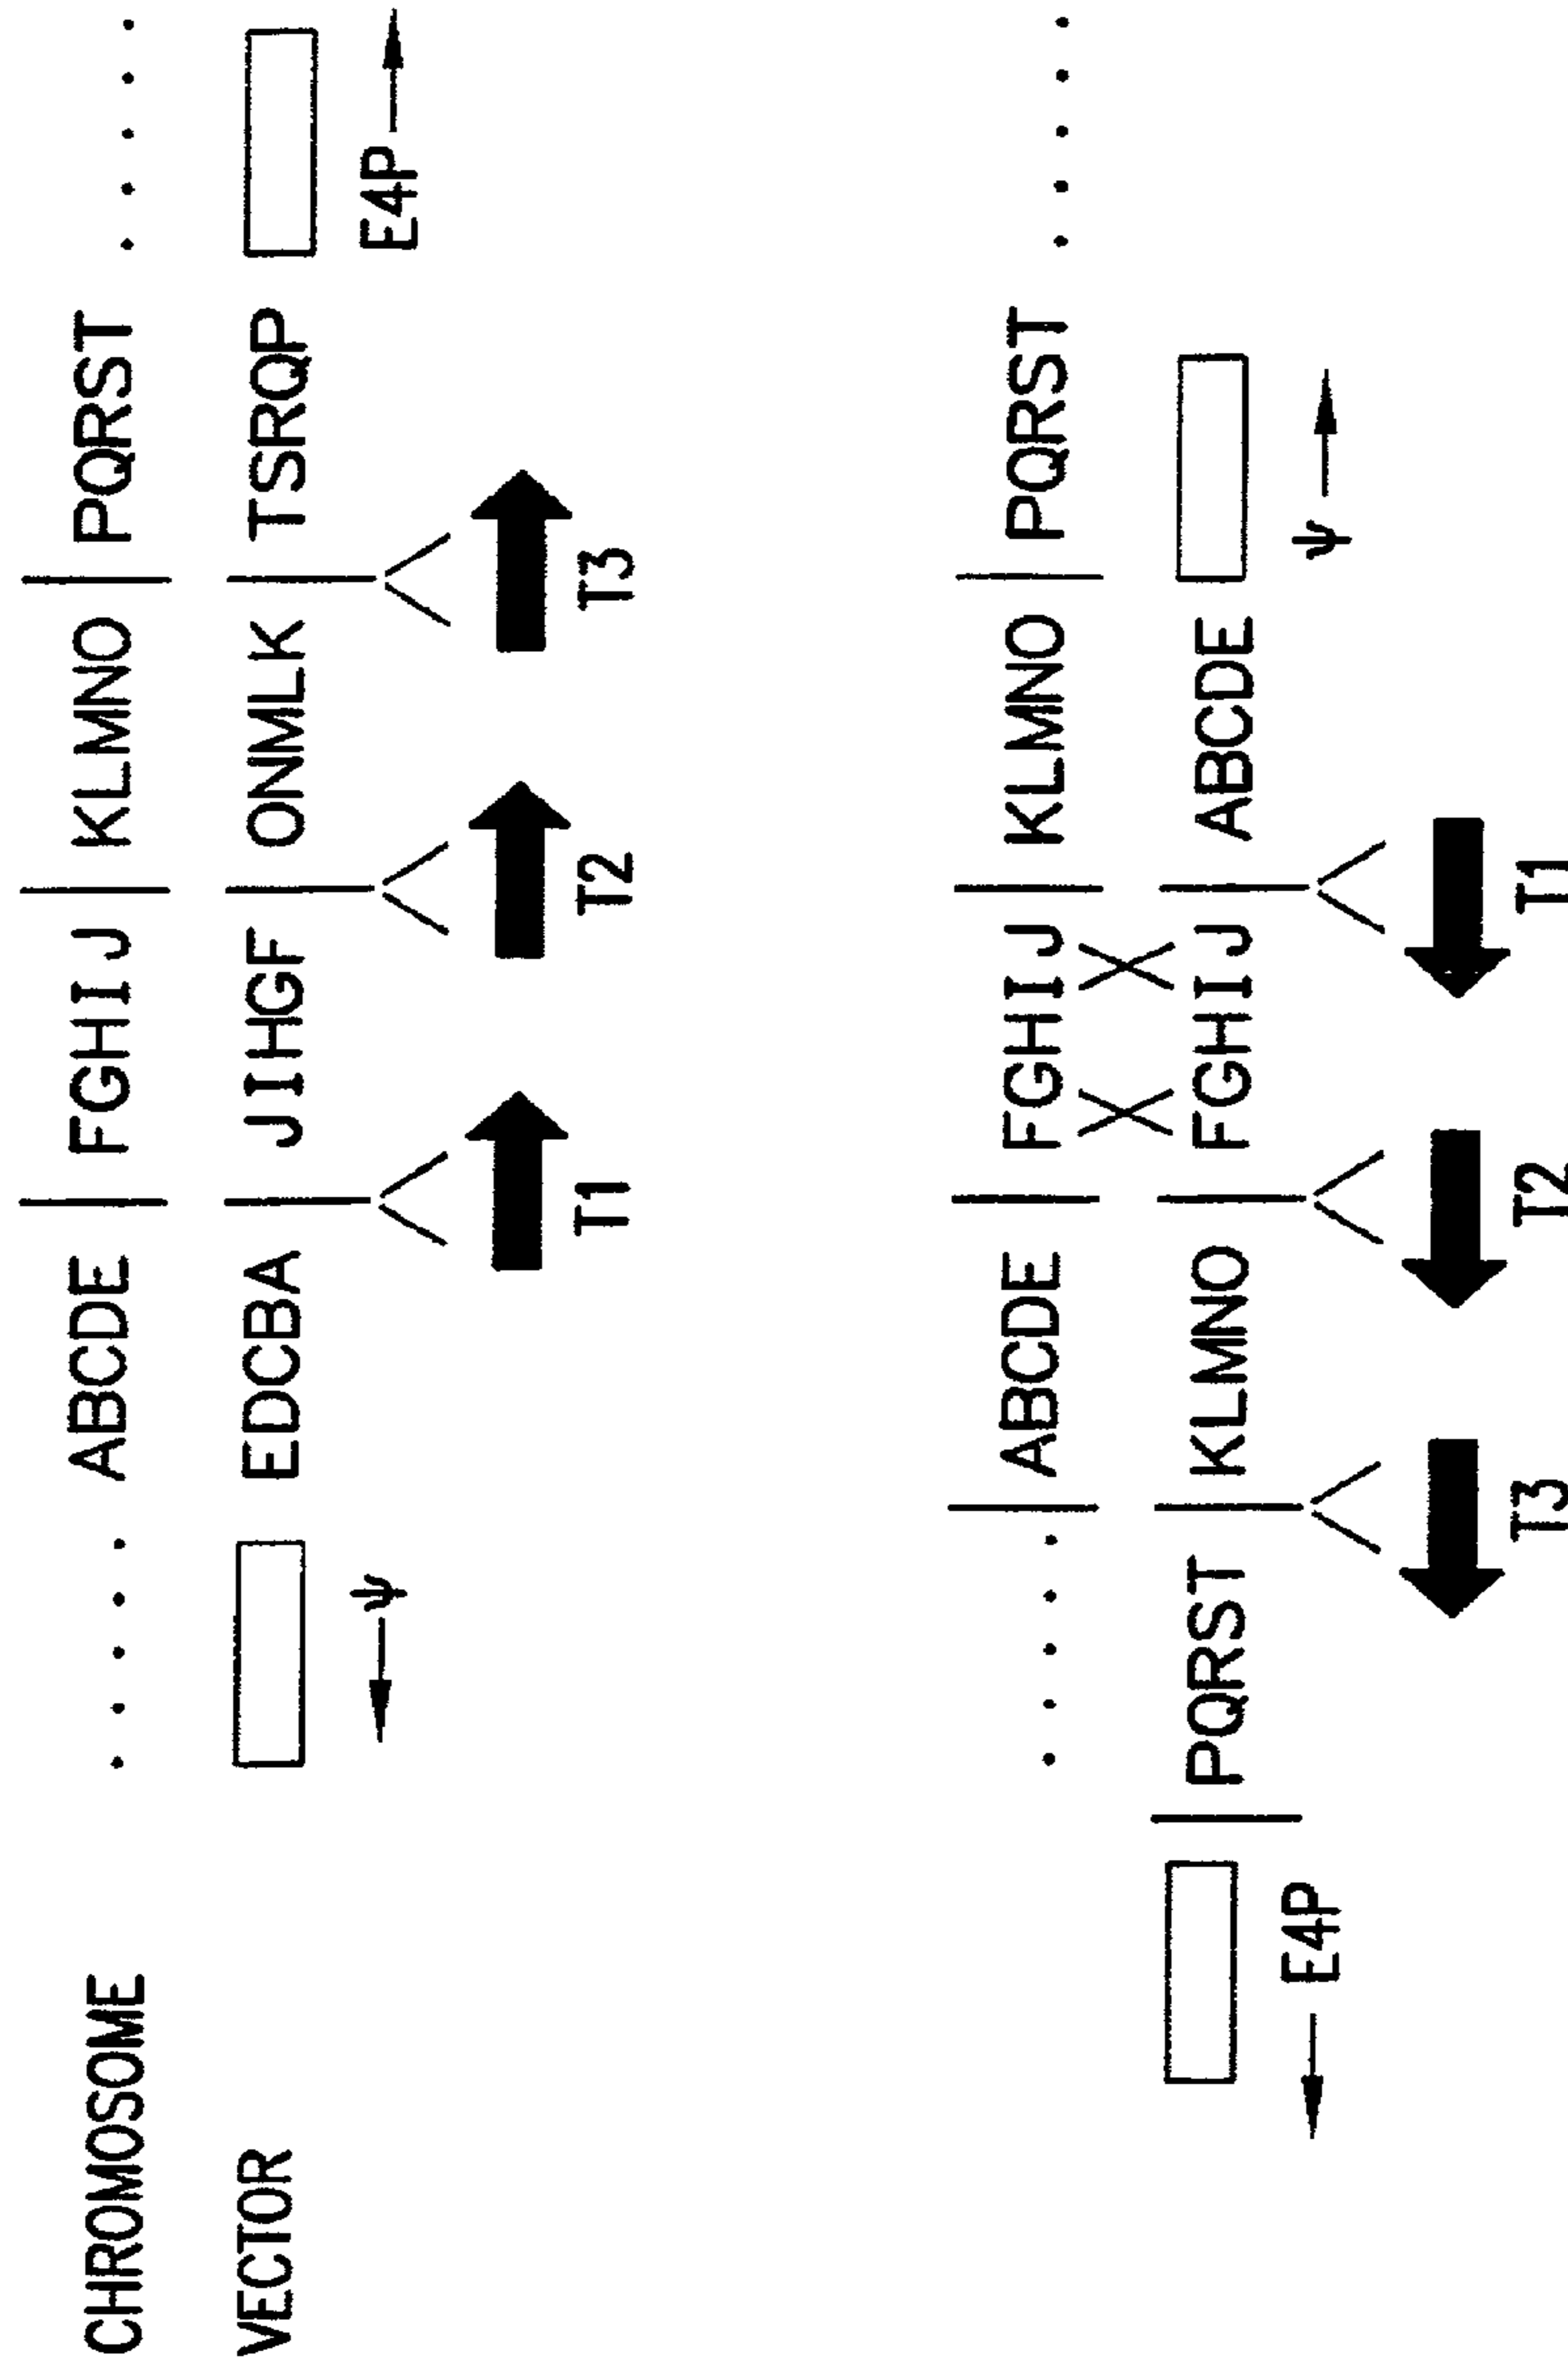 CHROMOSOME ..... ABCDE | FGHIJ | KLMNO | PQRST .....
VECTOR EDCBA | JIHGF | ONMLK | TSRQP
ψ E4P
T1 T2 T3
..... | ABCDE | FGHIJ | KLMNO | PQRST .....
| PQRST | KLMNO | FGHIJ | ABCDE
E4P ψ
T3 T2 T1